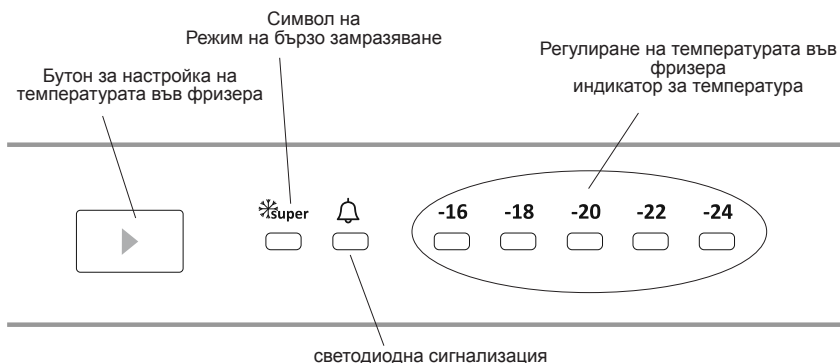 Символ на
Режим на бързо замразяване
Регулиране на температурата във
фризера
индикатор за температура
Бутон за настройка на
температурата във фризера
super
-16 -18 -20 -22 -24
светодиодна сигнализация